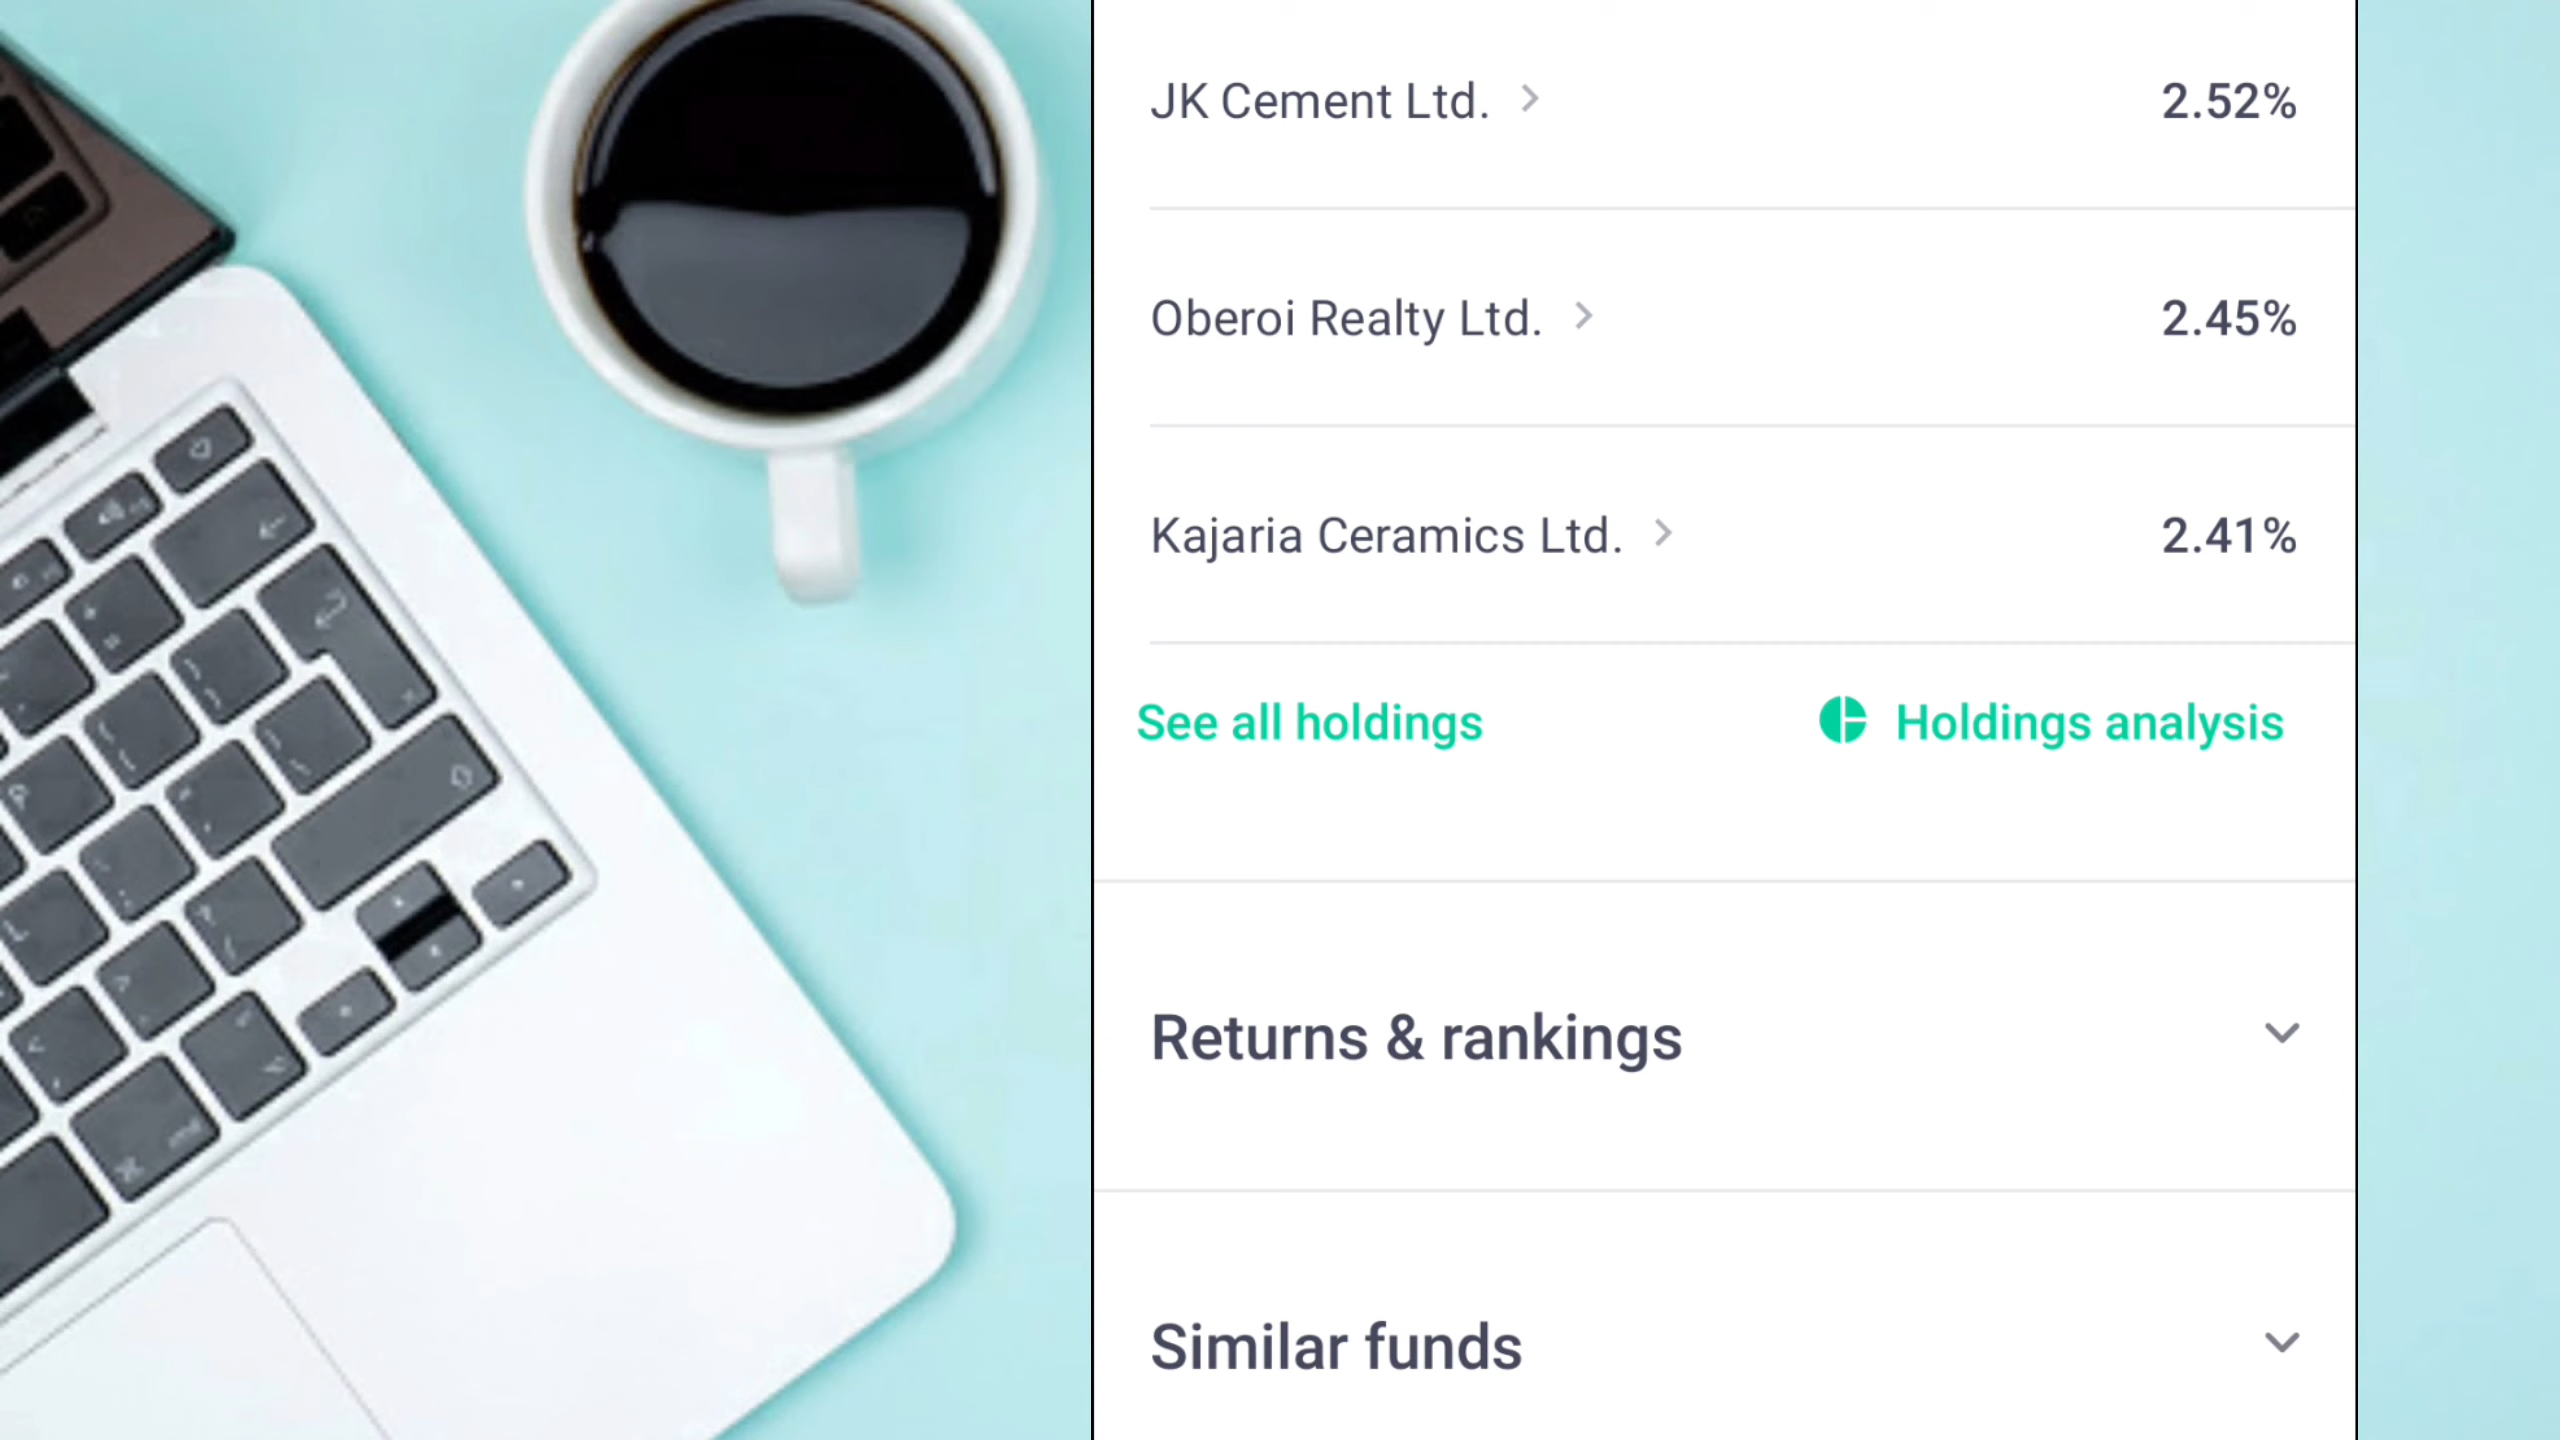 JK Cement Ltd. 2.52%
Oberoi Realty Ltd. 2.45%
Kajaria Ceramics Ltd. 2.41%
See all holdings Holdings analysis
Returns & rankings
Similar funds